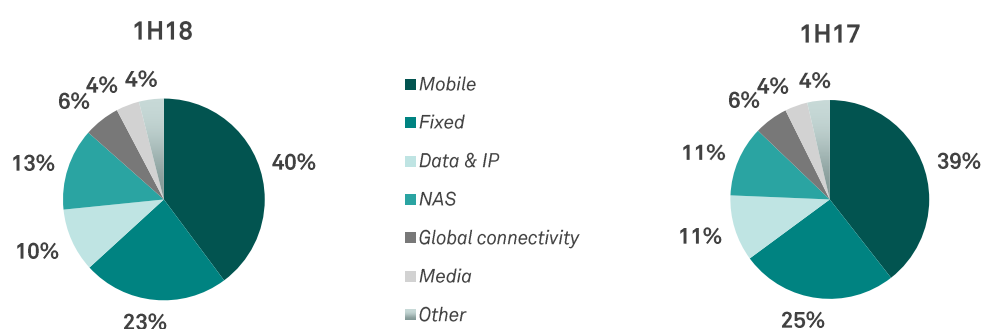 1H18
4%
4%
6%
13%
40%
10%
23%
Mobile
Fixed
Data & IP
NAS
Global connectivity
Media
Other
1H17
4%
4%
6%
11%
39%
11%
25%